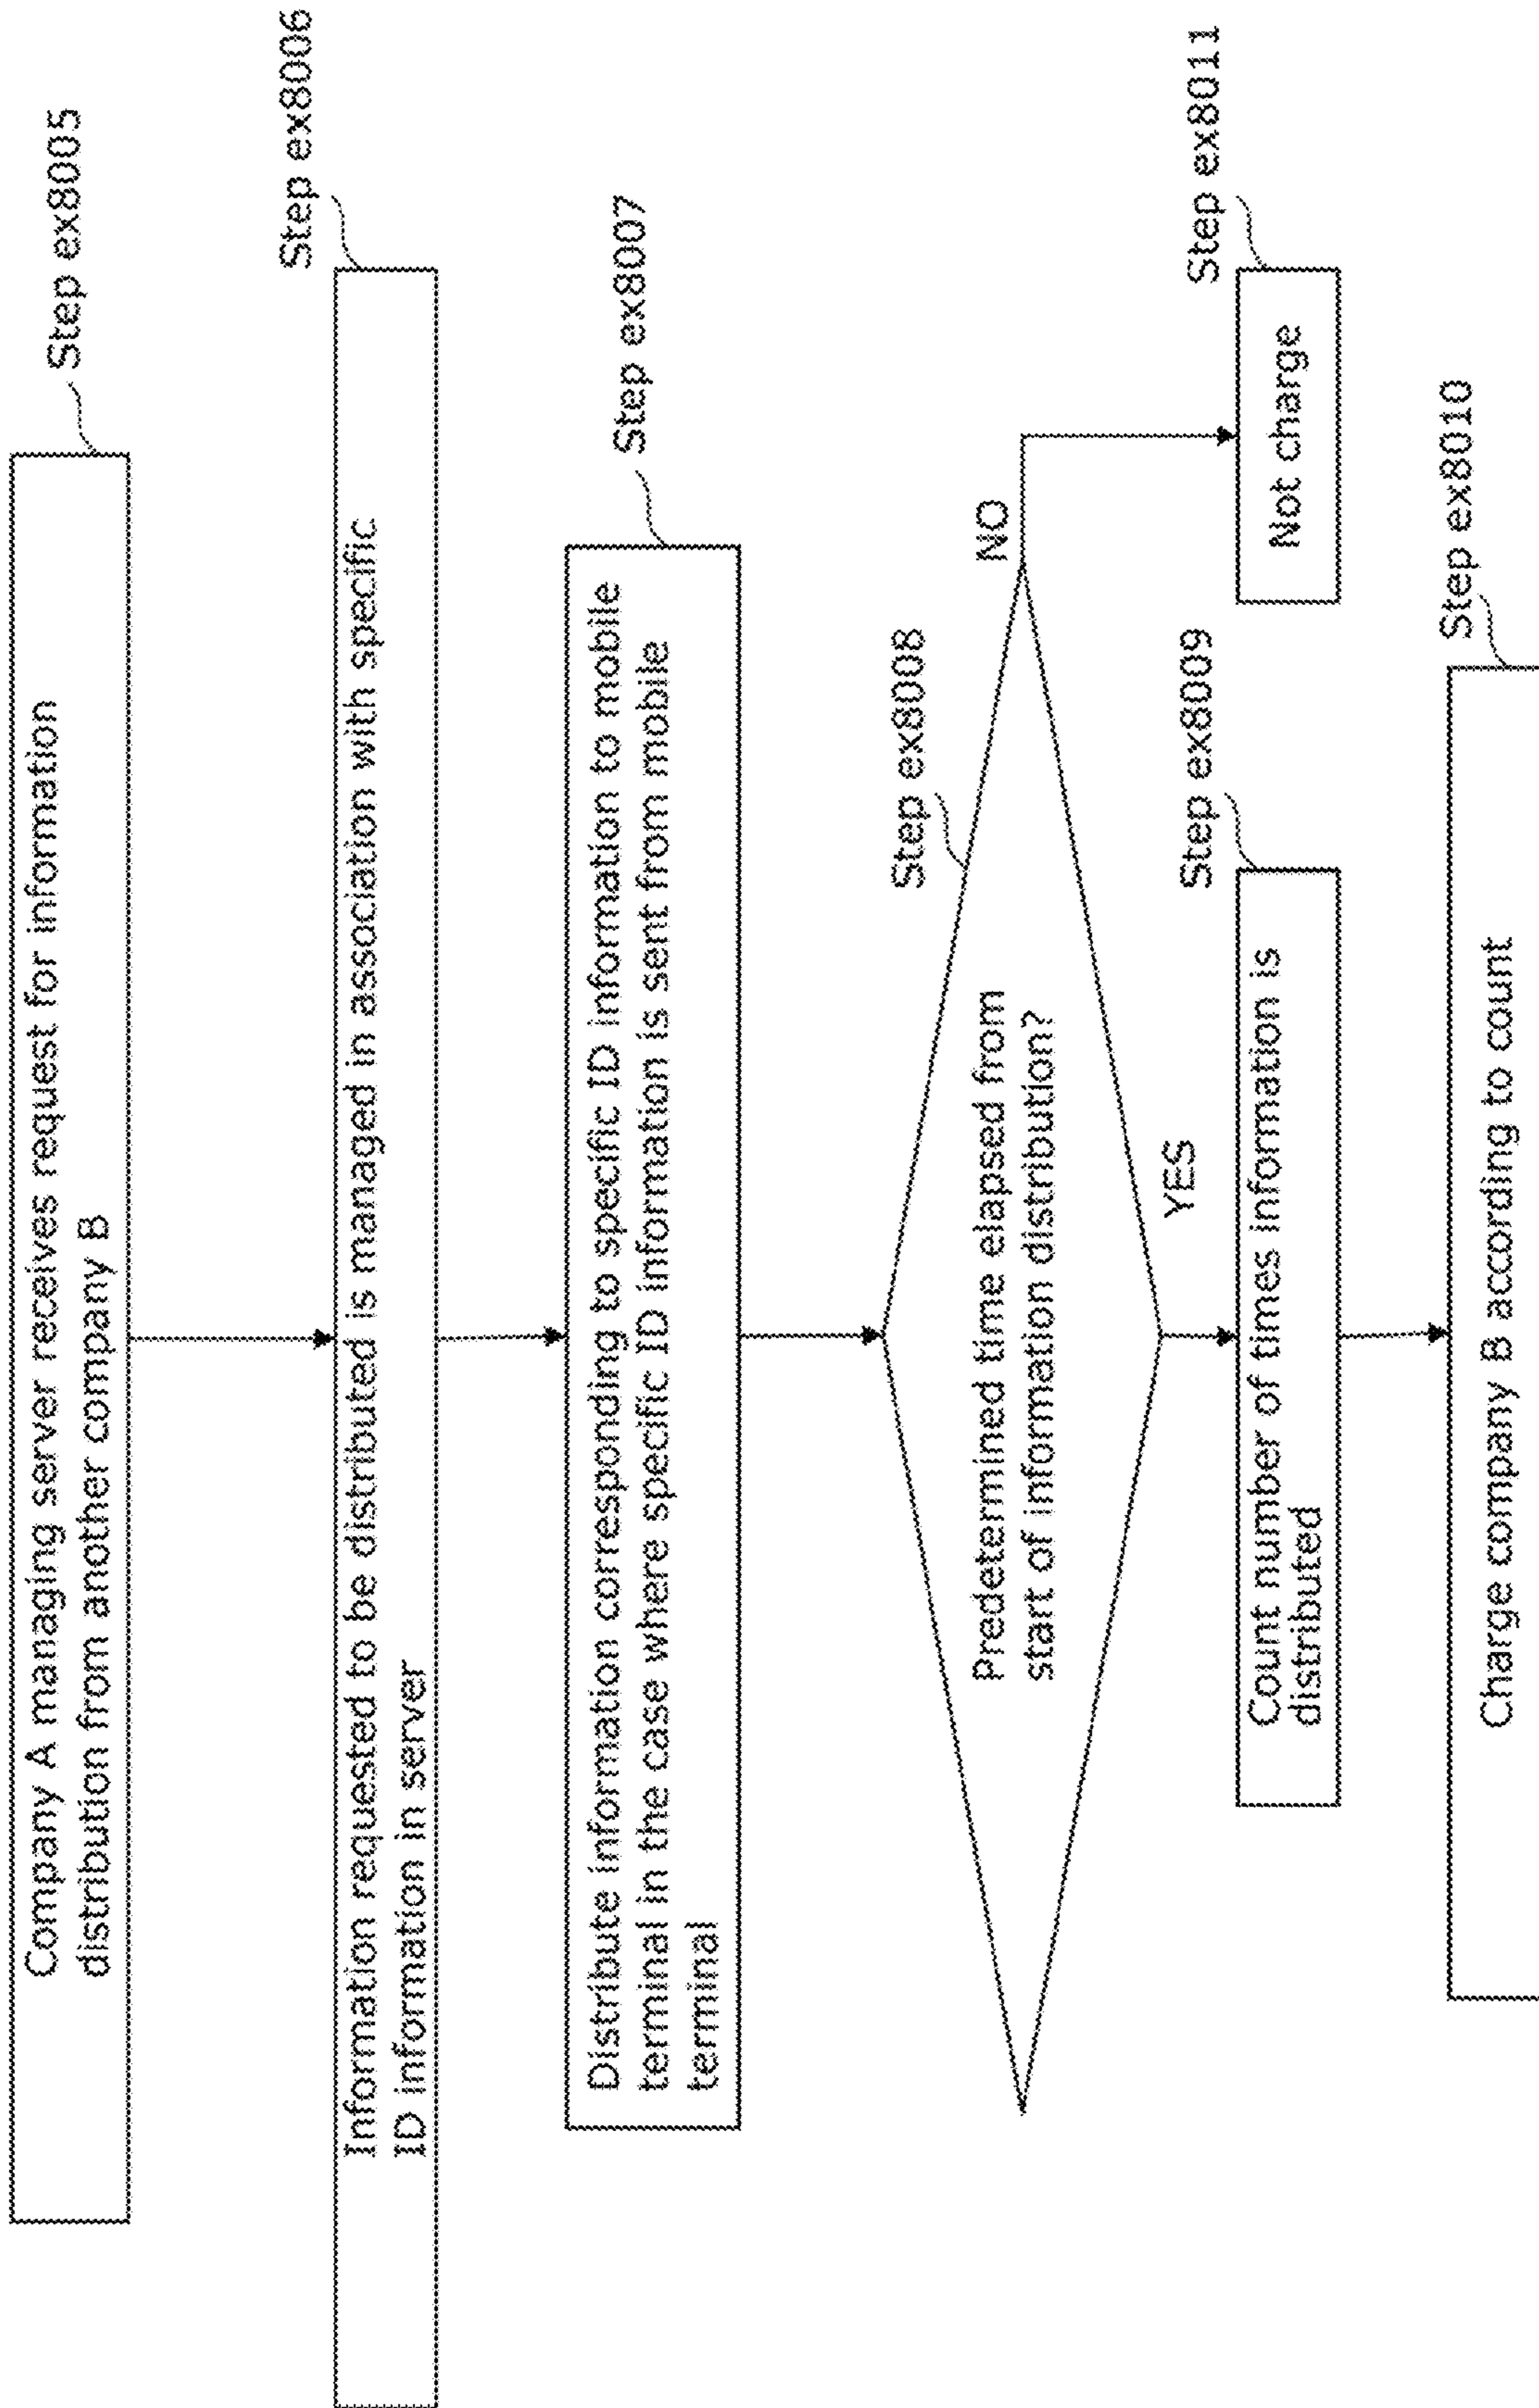 Step ex8005
Company A managing server receives request for information
distribution from another company B
Step ex8006
Information requested to be distributed is managed in association with specific
ID information in server
Step ex8007
Distribute information corresponding to specific ID information to mobile
terminal in the case where specific ID information is sent from mobile
terminal
Step ex8008
Predetermined time elapsed from
start of information distribution?
NO
YES
Step ex8009
Count number of times information is
distributed
Step ex8011
Not charge
Step ex8010
Charge company B according to count